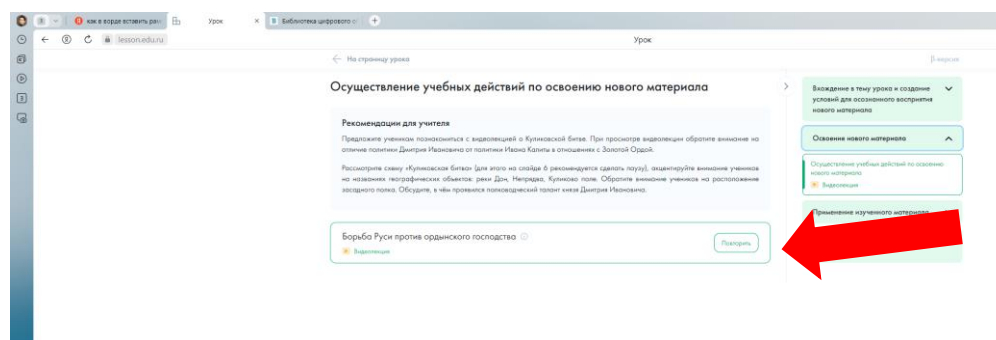 как в ворде вставить рам
Урок
Библиотека цифрового о
lesson.edu.ru
Урок
На страницу урока
β-версия
Осуществление учебных действий по освоению нового материала
Рекомендации для учителя
Предложите ученикам познакомиться с видеолекцией о Куликовской битве. При просмотре видеолекции обратите внимание на
отличие политики Дмитрия Ивановича от политики Ивана Калиты в отношениях с Золотой Ордой.
Рассмотрите схему «Куликовская битва» (для этого на слайде 6 рекомендуется сделать паузу), акцентируйте внимание учеников
на названиях географических объектов: реки Дон, Непрядва, Куликово поле. Обратите внимание учеников на расположение
засадного полка. Обсудите, в чём проявился полководческий талант князя Дмитрия Ивановича.
Борьба Руси против ордынского господства
Видеолекция
Повторить
Вхождение в тему урока и создание
условий для осознанного восприятия
нового материала
Освоение нового материала
Осуществление учебных действий по освоению
нового материала
Видеолекция
Применение изученного материала